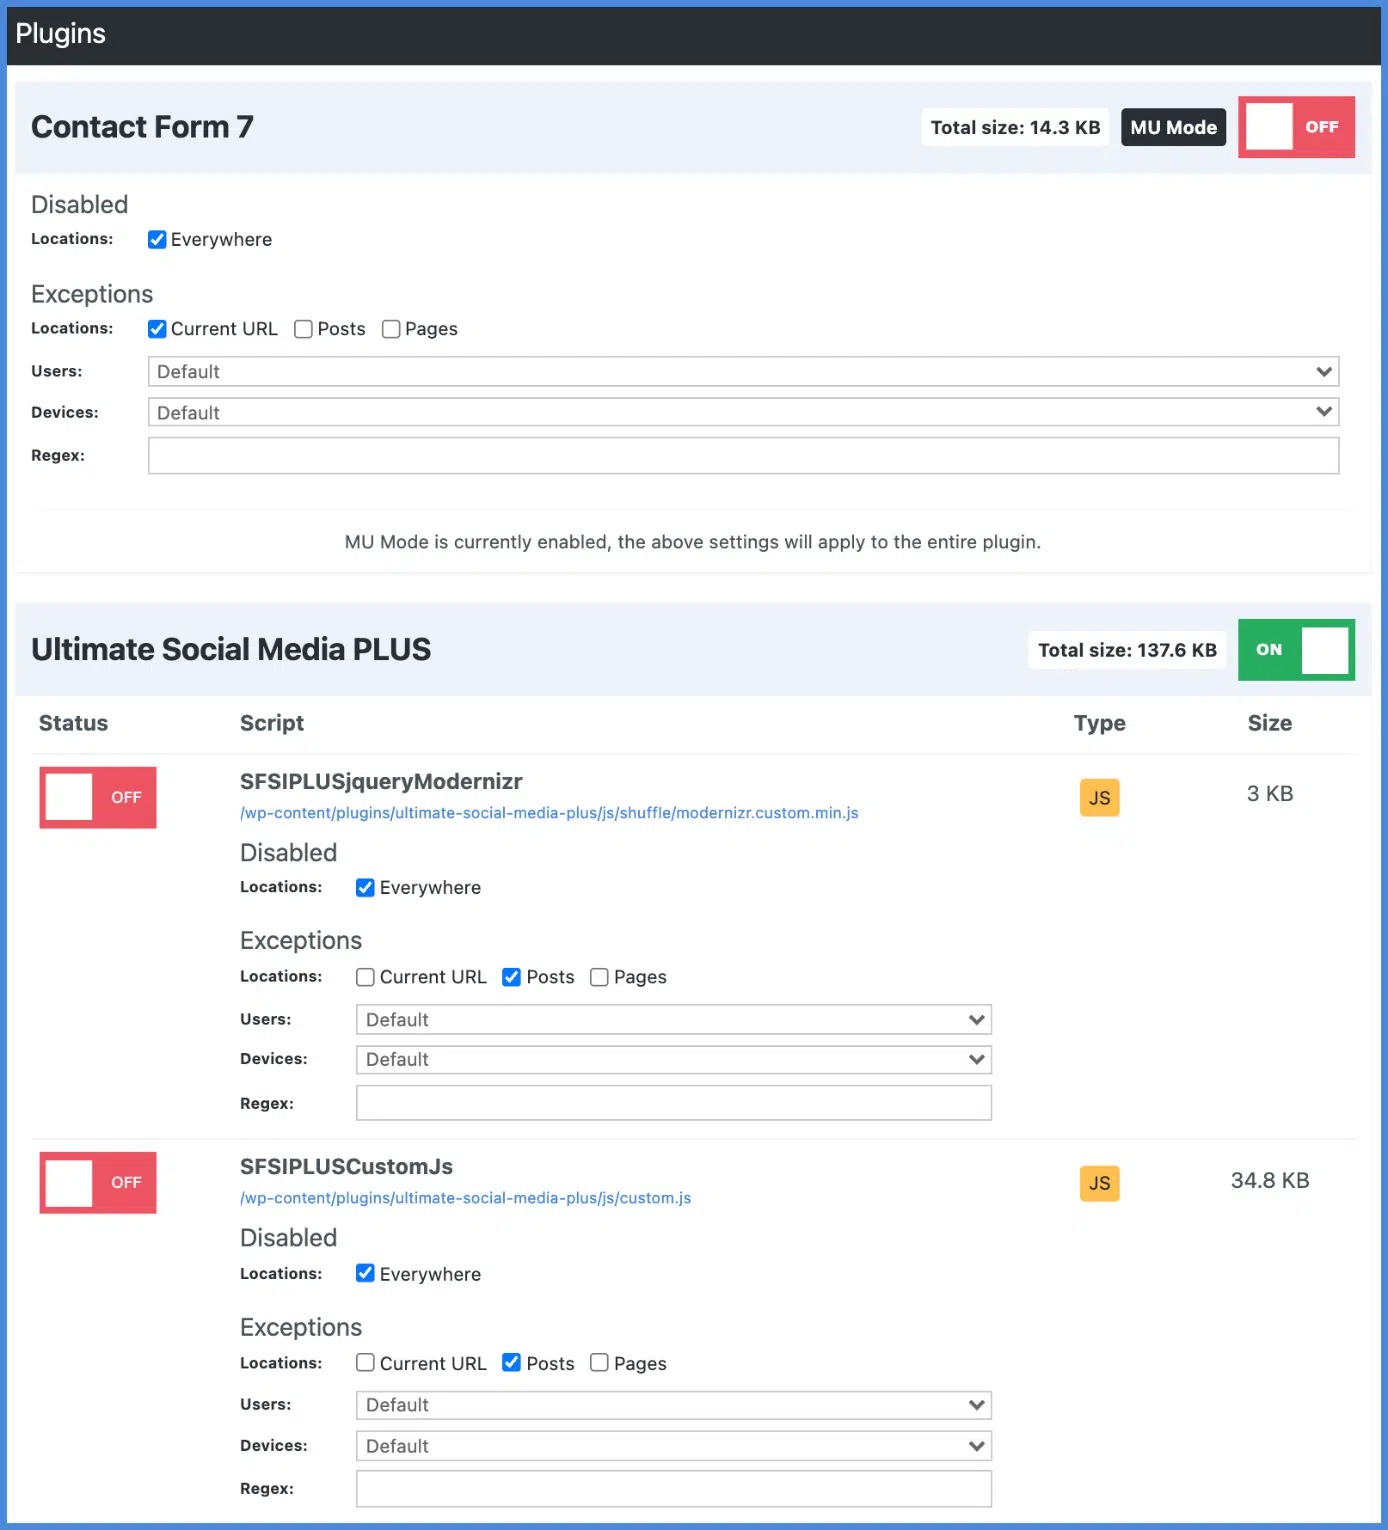 Plugins
Contact Form 7 Total size: 14.3 KB MU Mode OFF
Disabled
Locations: Everywhere
Exceptions
Locations: Current URL Posts Pages
Users: Default
Devices: Default
Regex:
MU Mode is currently enabled, the above settings will apply to the entire plugin.
Ultimate Social Media PLUS Total size: 137.6 KB ON
Status Script Type Size
OFF SFSIPLUSjqueryModernizr JS 3 KB
/wp-content/plugins/ultimate-social-media-plus/js/shuffle/modernizr.custom.min.js
Disabled
Locations: Everywhere
Exceptions
Locations: Current URL Posts Pages
Users: Default
Devices: Default
Regex:
OFF SFSIPLUSCustomJs JS 34.8 KB
/wp-content/plugins/ultimate-social-media-plus/js/custom.js
Disabled
Locations: Everywhere
Exceptions
Locations: Current URL Posts Pages
Users: Default
Devices: Default
Regex: